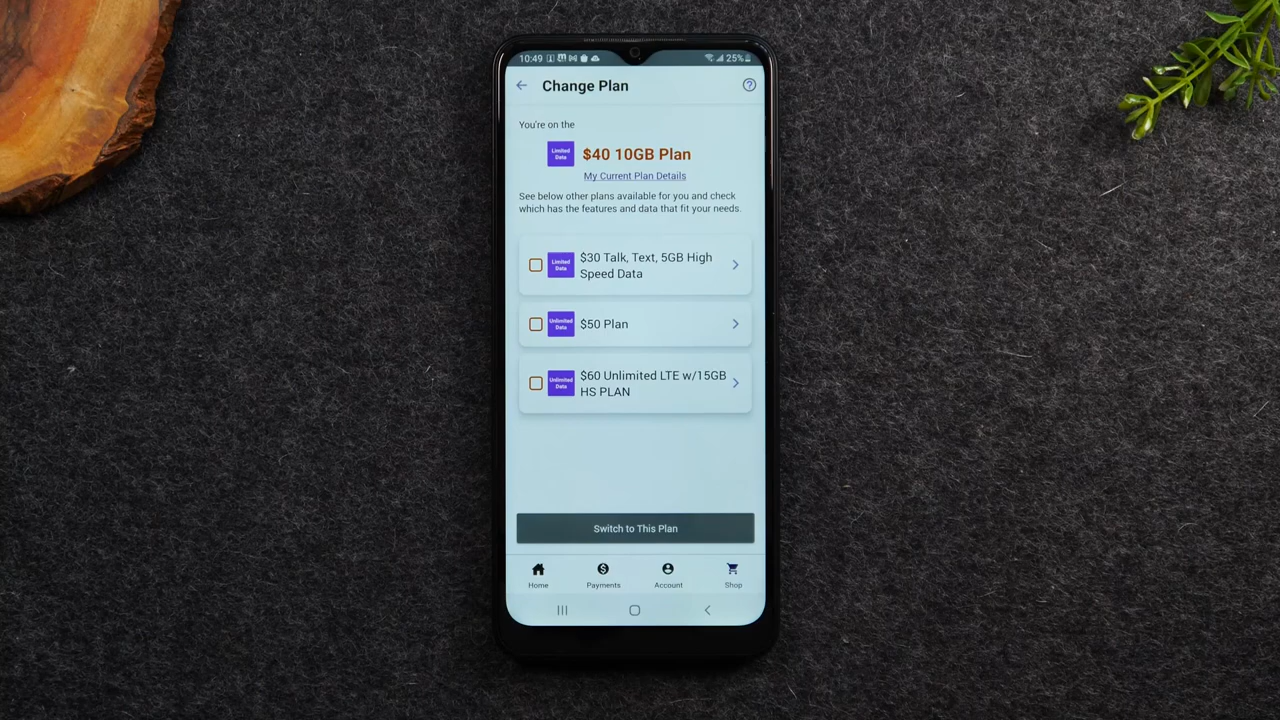 10:49
25%
Change Plan
You're on the
Limited
Data
$40 10GB Plan
My Current Plan Details
See below other plans available for you and check
which has the features and data that fit your needs.
Limited
Data
$30 Talk, Text, 5GB High
Speed Data
Unlimited
Data
$50 Plan
Unlimited
Data
$60 Unlimited LTE w/15GB
HS PLAN
Switch to This Plan
Home
Payments
Account
Shop